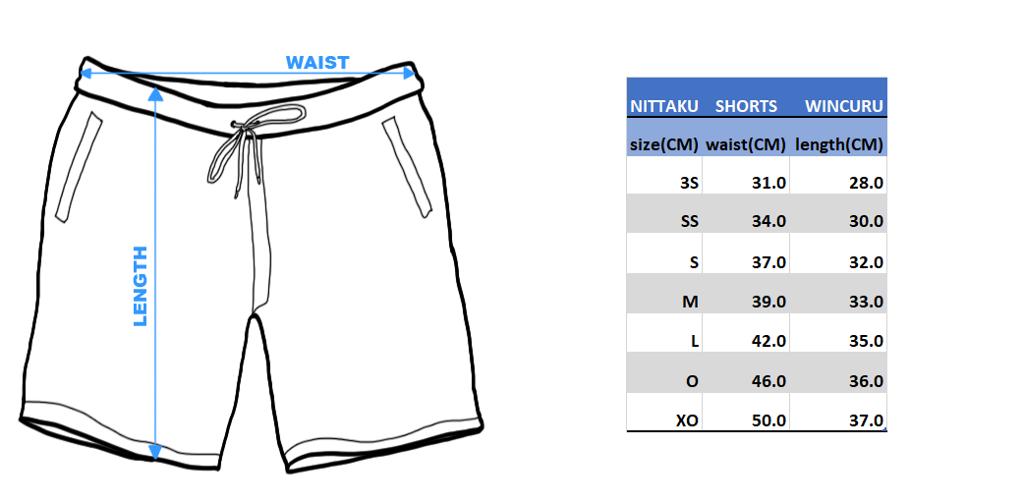 WAIST
LENGTH
NITTAKU SHORTS WINCURU
size(CM) waist(CM) length(CM)
3S 31.0 28.0
SS 34.0 30.0
S 37.0 32.0
M 39.0 33.0
L 42.0 35.0
O 46.0 36.0
XO 50.0 37.0